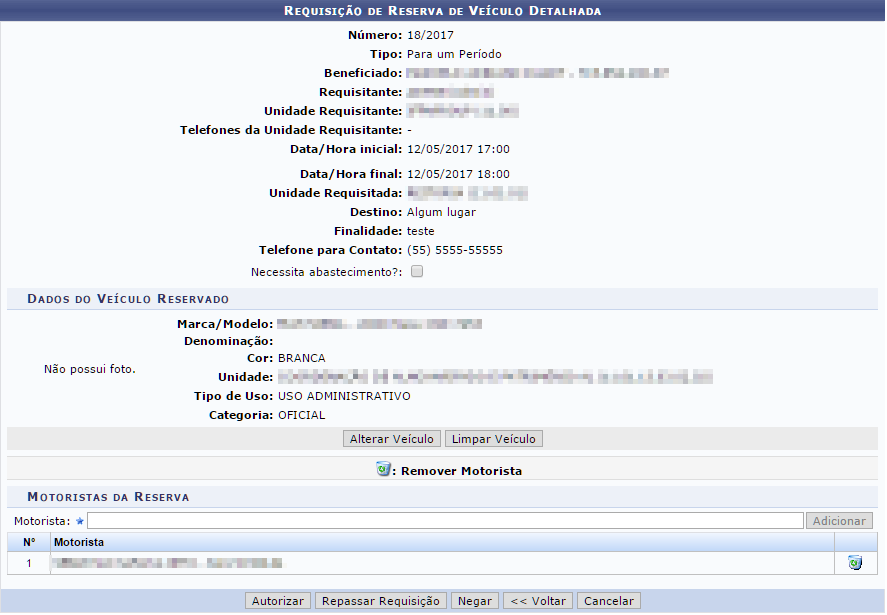 Requisição de Reserva de Veículo Detalhada
Número: 18/2017
Tipo: Para um Período
Beneficiado:
Requisitante:
Unidade Requisitante:
Telefones da Unidade Requisitante: -
Data/Hora inicial: 12/05/2017 17:00
Data/Hora final: 12/05/2017 18:00
Unidade Requisitada:
Destino: Algum lugar
Finalidade: teste
Telefone para Contato: (55) 5555-55555
Necessita abastecimento?:
Dados do Veículo Reservado
Marca/Modelo:
Denominação:
Cor: BRANCA
Não possui foto.
Unidade:
Tipo de Uso: USO ADMINISTRATIVO
Categoria: OFICIAL
Alterar Veículo Limpar Veículo
: Remover Motorista
Motoristas da Reserva
Motorista: Adicionar
Nº Motorista
1
Autorizar Repassar Requisição Negar << Voltar Cancelar